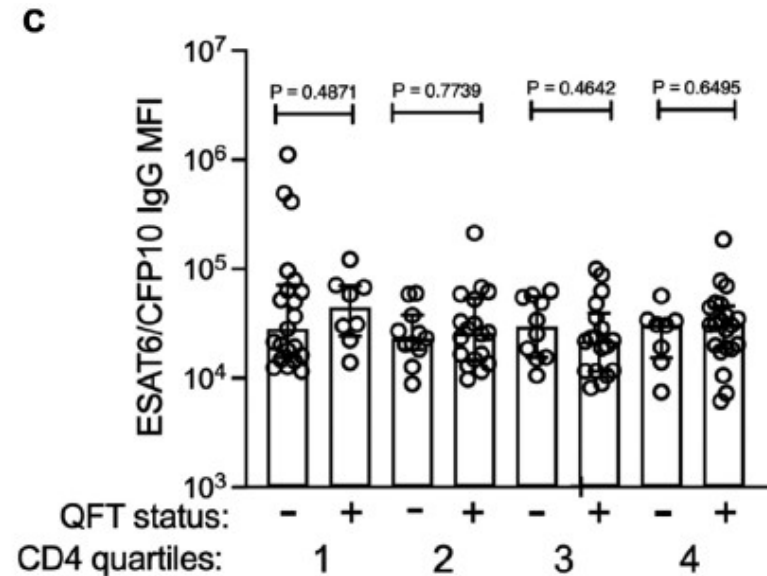 c
10⁷
P = 0.4871 P = 0.7739 P = 0.4642 P = 0.6495
10⁶
10⁵
10⁴
10³
ESAT6/CFP10 IgG MFI
QFT status: - + - + - + - +
CD4 quartiles: 1 2 3 4